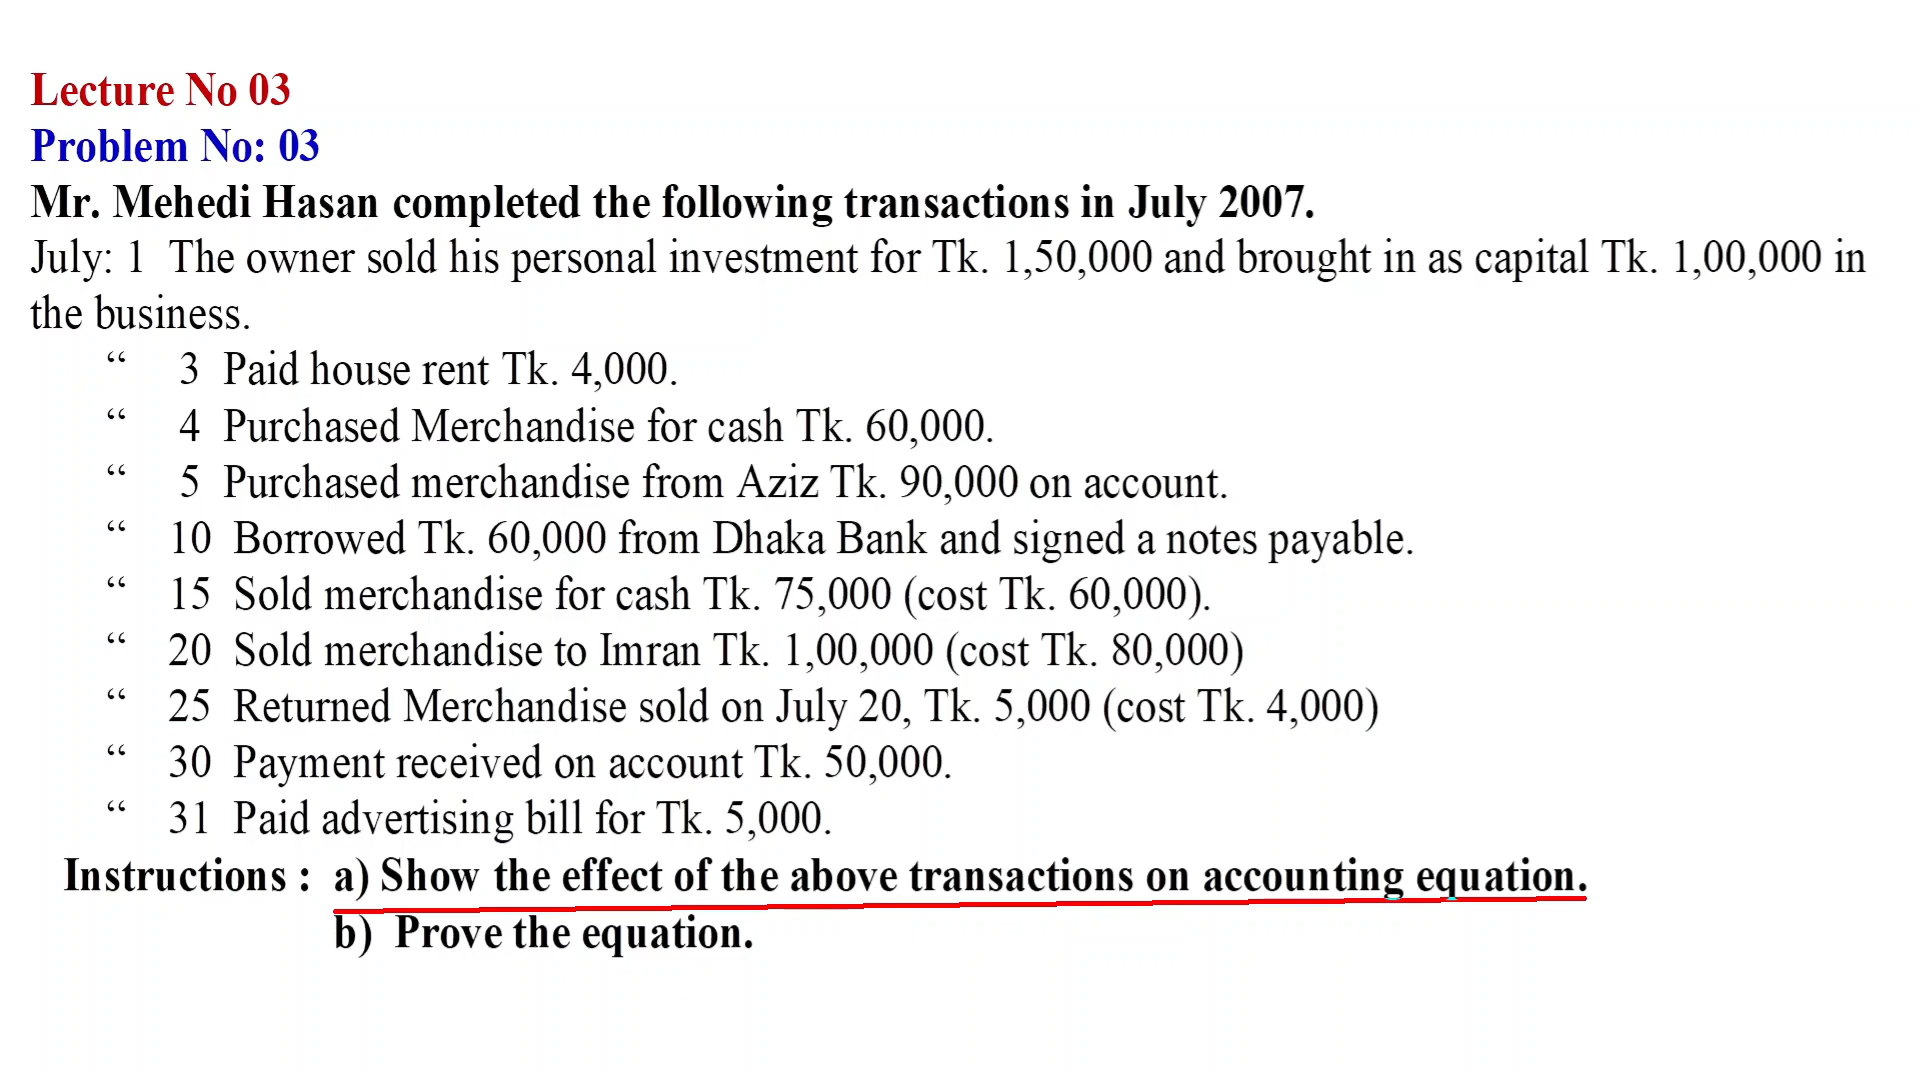 Lecture No 03
Problem No: 03
Mr. Mehedi Hasan completed the following transactions in July 2007.
July: 1 The owner sold his personal investment for Tk. 1,50,000 and brought in as capital Tk. 1,00,000 in
the business.
“ 3 Paid house rent Tk. 4,000.
“ 4 Purchased Merchandise for cash Tk. 60,000.
“ 5 Purchased merchandise from Aziz Tk. 90,000 on account.
“ 10 Borrowed Tk. 60,000 from Dhaka Bank and signed a notes payable.
“ 15 Sold merchandise for cash Tk. 75,000 (cost Tk. 60,000).
“ 20 Sold merchandise to Imran Tk. 1,00,000 (cost Tk. 80,000)
“ 25 Returned Merchandise sold on July 20, Tk. 5,000 (cost Tk. 4,000)
“ 30 Payment received on account Tk. 50,000.
“ 31 Paid advertising bill for Tk. 5,000.
Instructions : a) Show the effect of the above transactions on accounting equation.
b) Prove the equation.